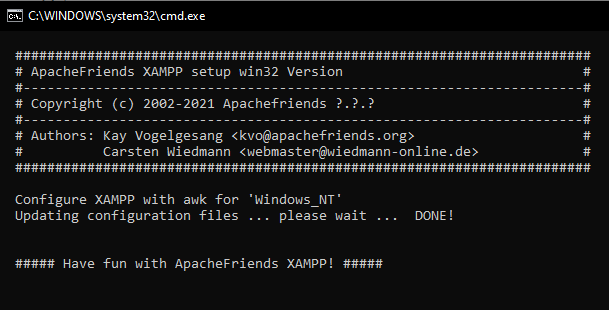 C:\WINDOWS\system32\cmd.exe
########################################################################
# ApacheFriends XAMPP setup win32 Version                              #
#----------------------------------------------------------------------#
# Copyright (c) 2002-2021 Apachefriends ?.?.?                          #
#----------------------------------------------------------------------#
# Authors: Kay Vogelgesang <kvo@apachefriends.org>                     #
#          Carsten Wiedmann <webmaster@wiedmann-online.de>             #
########################################################################
Configure XAMPP with awk for 'Windows_NT'
Updating configuration files ... please wait ...  DONE!
##### Have fun with ApacheFriends XAMPP! #####